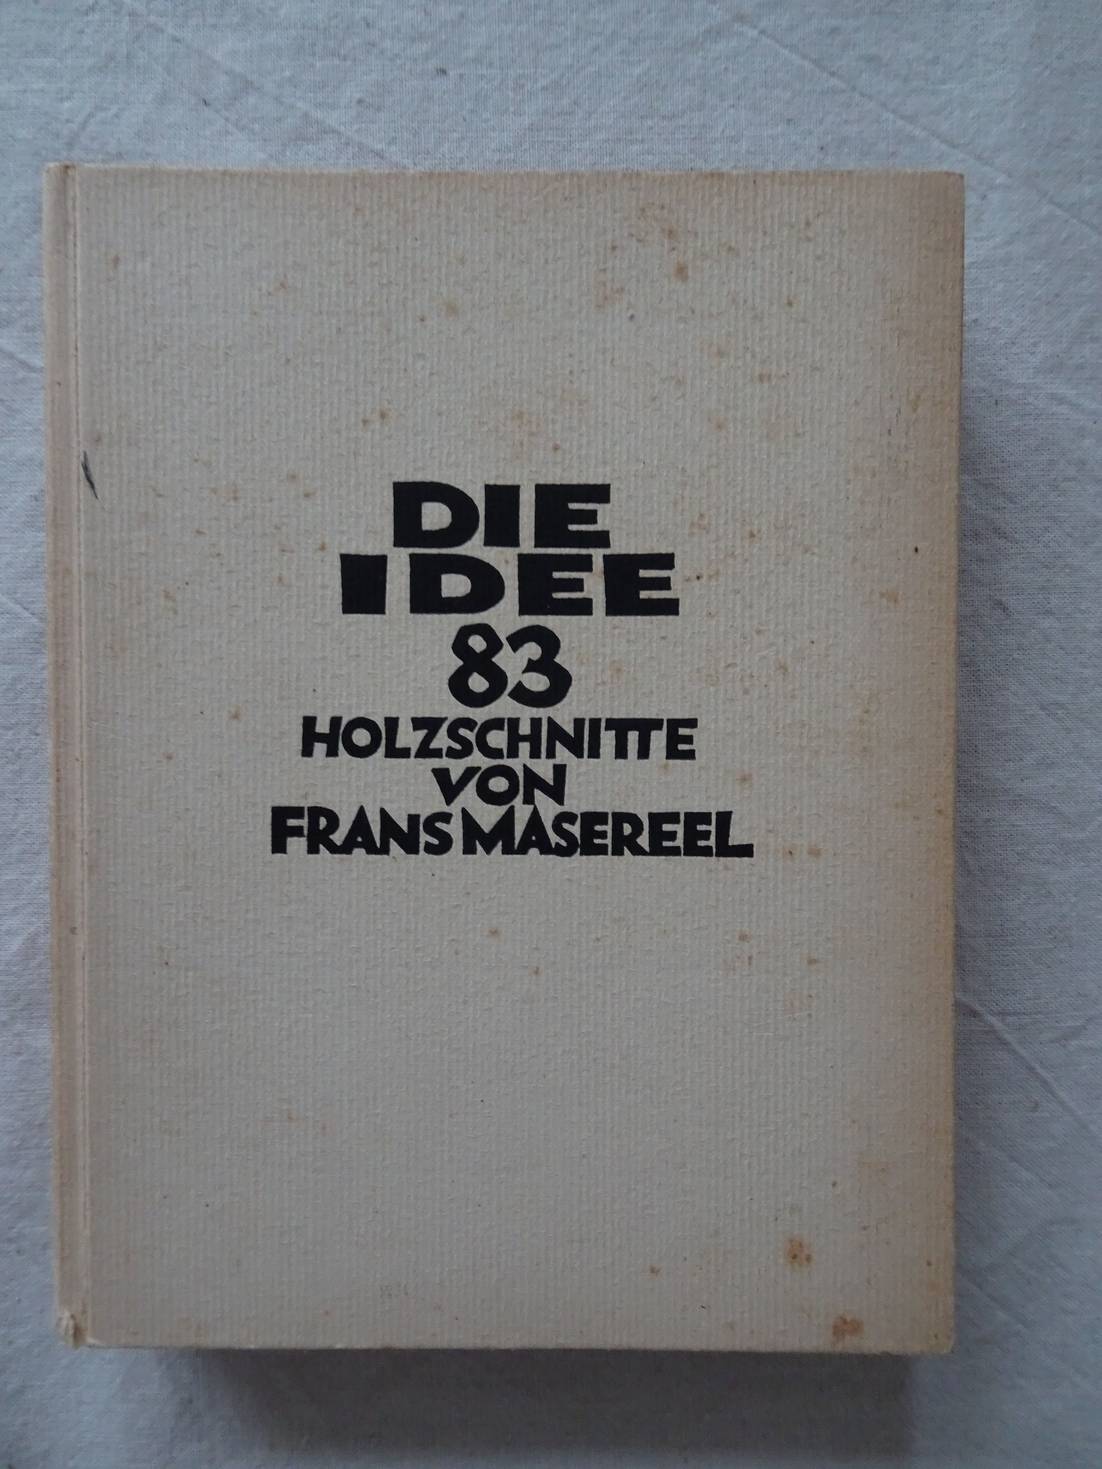 DIE
IDEE
83
HOLZSCHNITTE
VON
FRANS MASEREEL